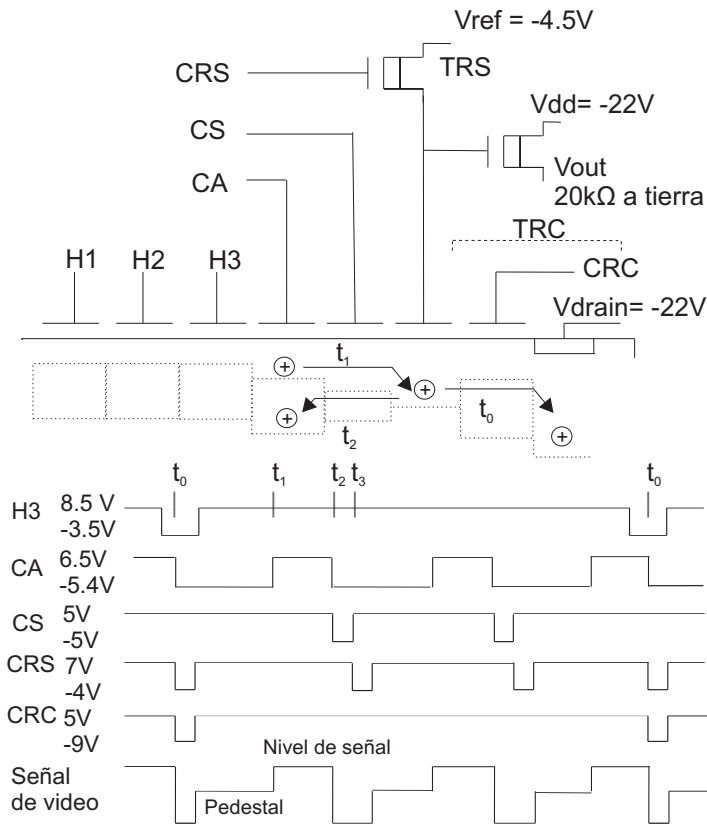 Vref = -4.5V
CRS
TRS
Vdd= -22V
CS
Vout
20kΩ a tierra
CA
TRC
H1 H2 H3
CRC
Vdrain= -22V
t₁
+ + + +
t₀
t₂
t₀ t₁ t₂ t₃ t₀
H3 8.5 V
-3.5V
CA 6.5V
-5.4V
CS 5V
-5V
CRS 7V
-4V
CRC 5V
-9V
Nivel de señal
Señal
de video
Pedestal